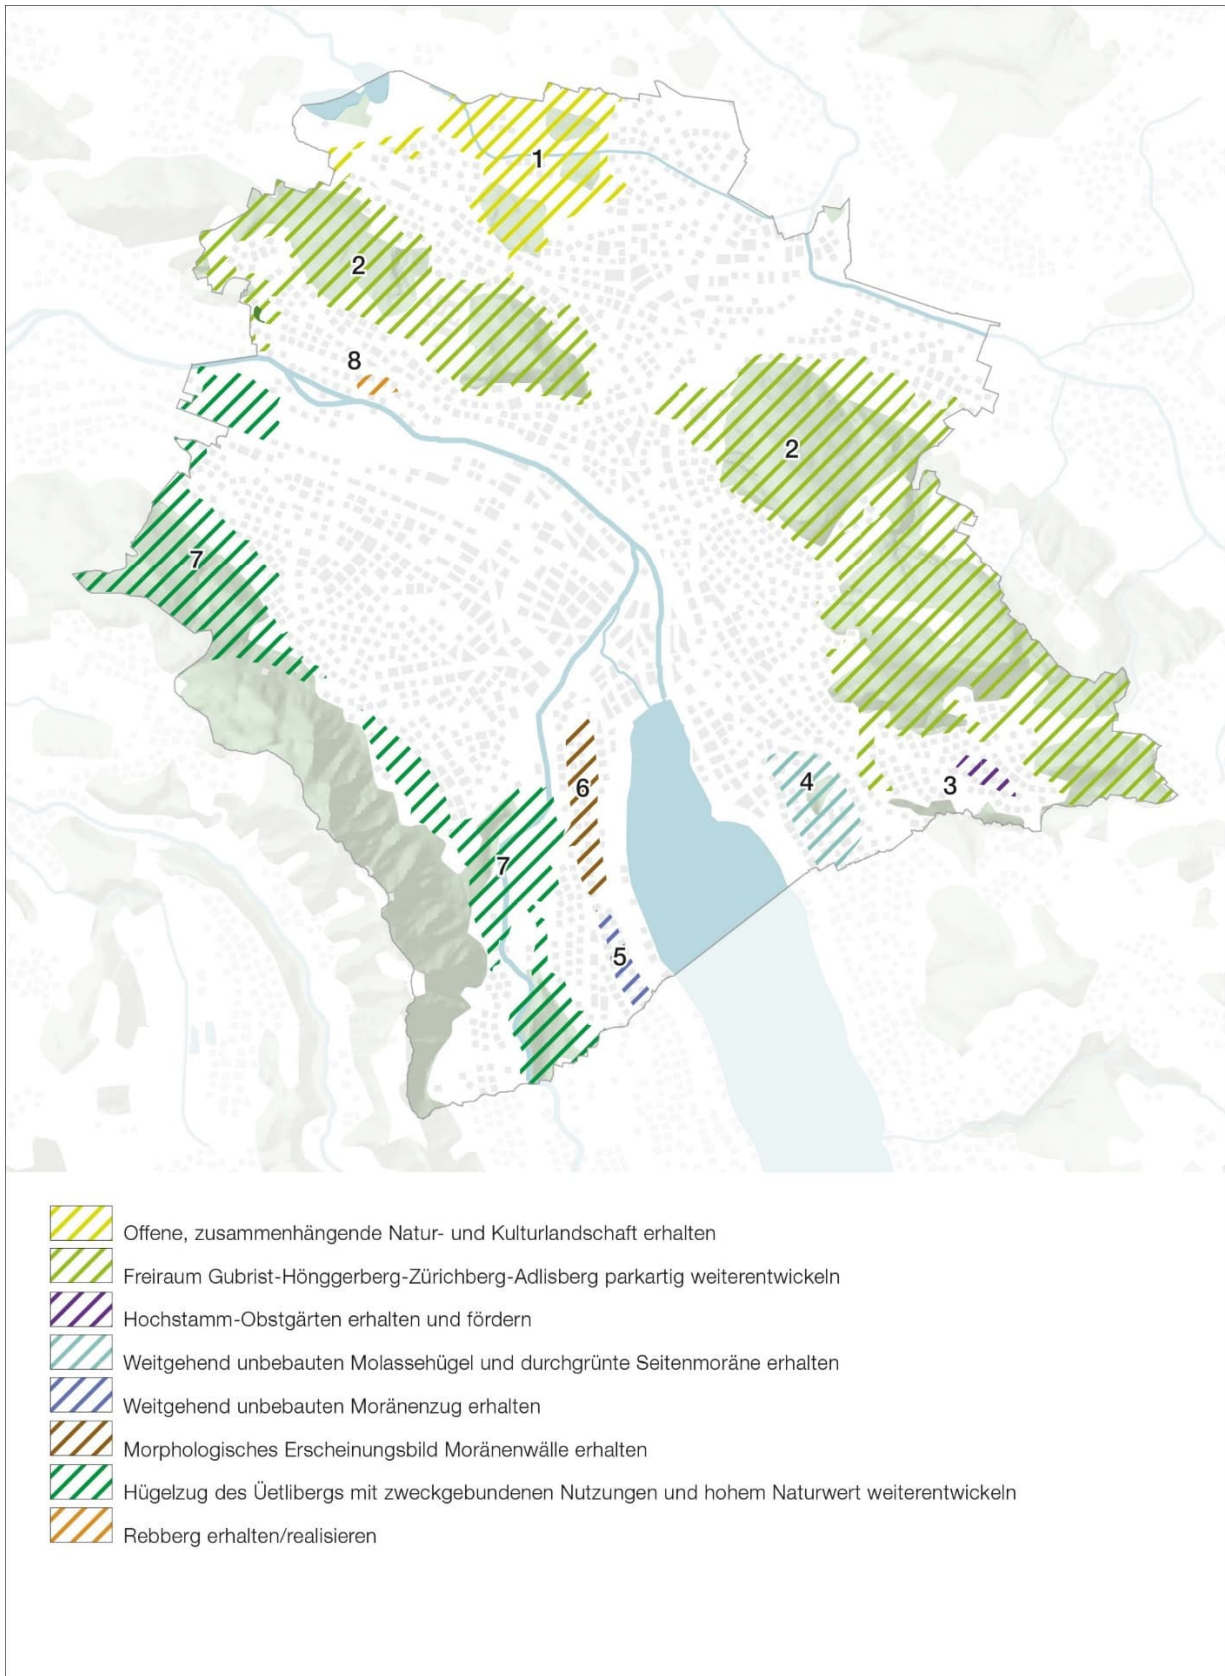 1
2
8
2
7
6
4
3
7
5
Offene, zusammenhängende Natur- und Kulturlandschaft erhalten
Freiraum Gubrist-Hönggerberg-Zürichberg-Adlisberg parkartig weiterentwickeln
Hochstamm-Obstgärten erhalten und fördern
Weitgehend unbebauten Molassehügel und durchgrünte Seitenmoräne erhalten
Weitgehend unbebauten Moränenzug erhalten
Morphologisches Erscheinungsbild Moränenwälle erhalten
Hügelzug des Üetlibergs mit zweckgebundenen Nutzungen und hohem Naturwert weiterentwickeln
Rebberg erhalten/realisieren